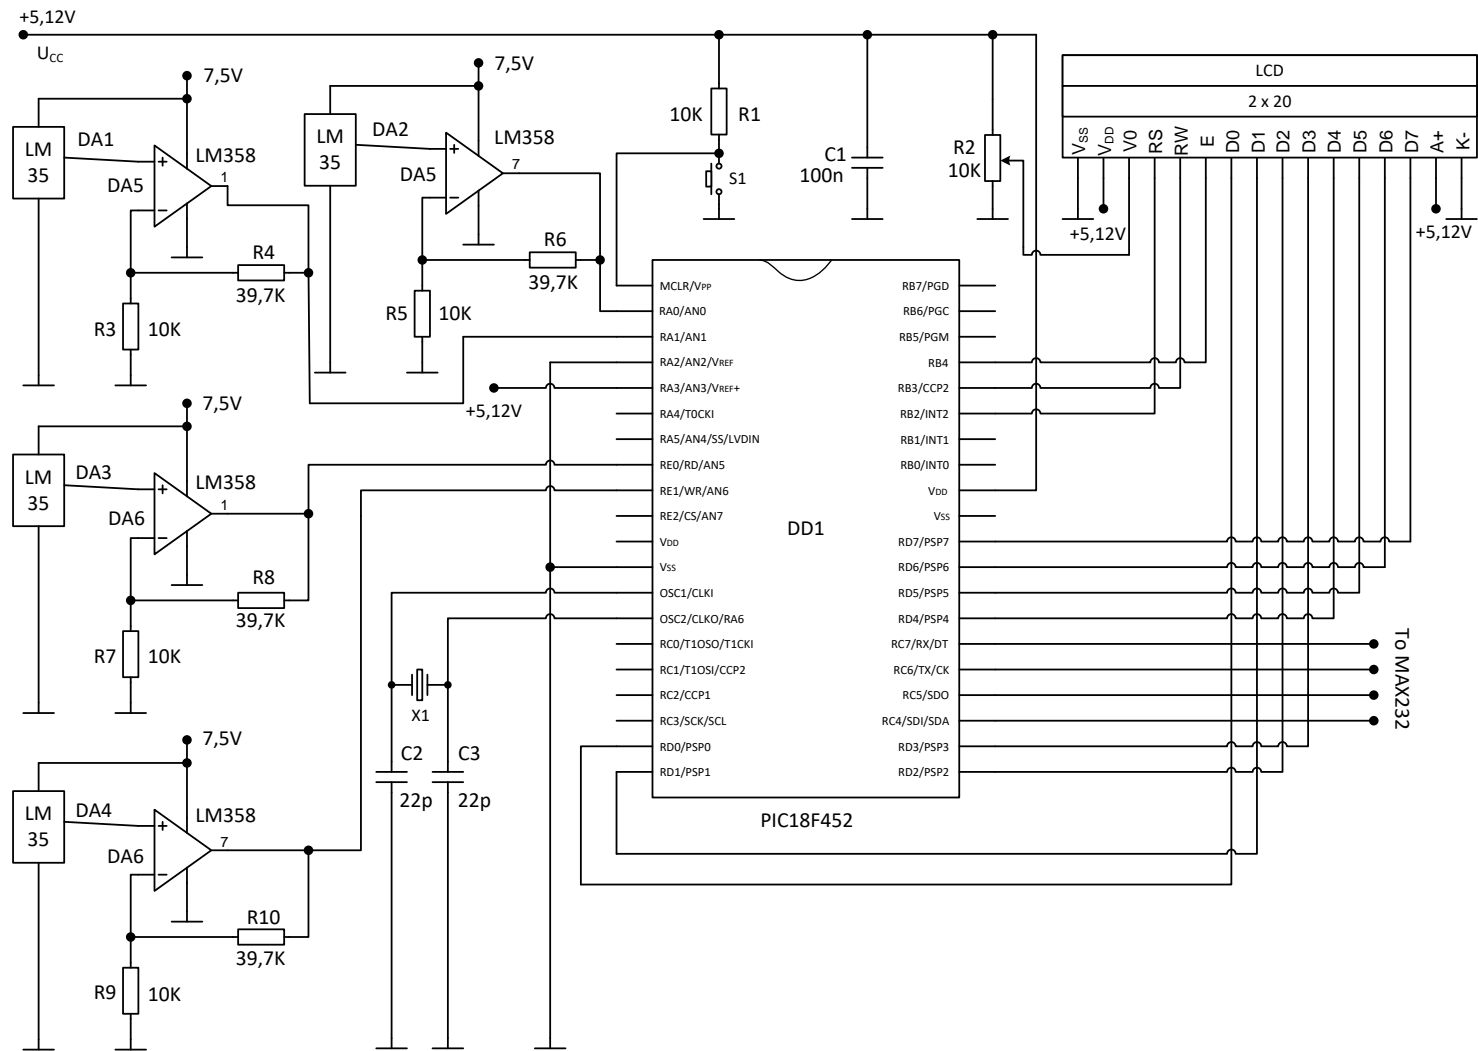 +5,12V
UCC
7,5V
LM
35
DA1
LM358
DA5
+
−
1
R4
39,7K
R3
10K
7,5V
LM
35
DA2
LM358
DA5
+
−
7
R6
39,7K
R5
10K
10K
R1
S1
C1
100n
R2
10K
LCD
2 x 20
VSS
VDD
V0
RS
RW
E
D0
D1
D2
D3
D4
D5
D6
D7
A+
K-
+5,12V
+5,12V
7,5V
LM
35
DA3
LM358
DA6
+
−
1
R8
39,7K
R7
10K
7,5V
LM
35
DA4
LM358
DA6
+
−
7
R10
39,7K
R9
10K
+5,12V
MCLR/VPP
RA0/AN0
RA1/AN1
RA2/AN2/VREF
RA3/AN3/VREF+
RA4/T0CKI
RA5/AN4/SS/LVDIN
RE0/RD/AN5
RE1/WR/AN6
RE2/CS/AN7
VDD
VSS
OSC1/CLKI
OSC2/CLKO/RA6
RC0/T1OSO/T1CKI
RC1/T1OSI/CCP2
RC2/CCP1
RC3/SCK/SCL
RD0/PSP0
RD1/PSP1
DD1
RB7/PGD
RB6/PGC
RB5/PGM
RB4
RB3/CCP2
RB2/INT2
RB1/INT1
RB0/INT0
VDD
VSS
RD7/PSP7
RD6/PSP6
RD5/PSP5
RD4/PSP4
RC7/RX/DT
RC6/TX/CK
RC5/SDO
RC4/SDI/SDA
RD3/PSP3
RD2/PSP2
PIC18F452
X1
C2
22p
C3
22p
To MAX232